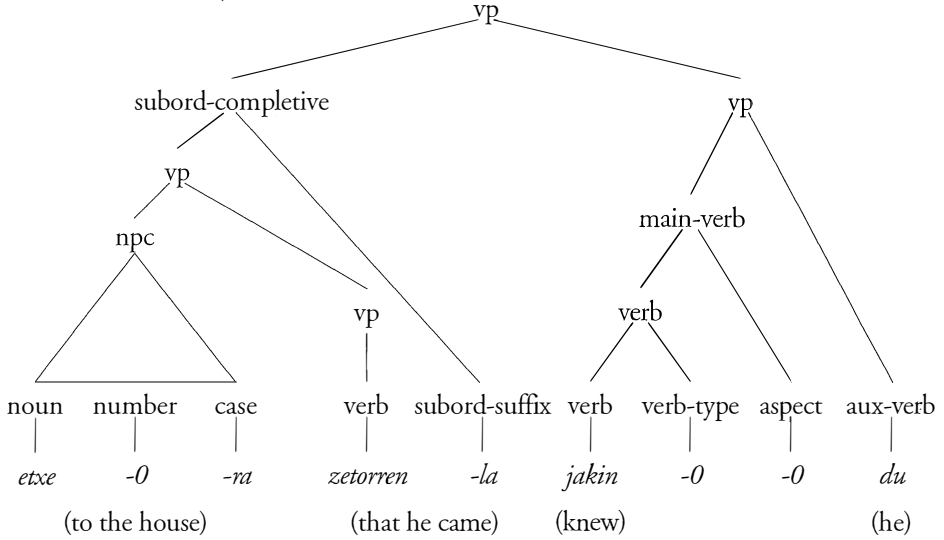 vp
subord-completive vp
vp
npc main-verb
vp verb
noun number case verb subord-suffix verb verb-type aspect aux-verb
etxe -0 -ra zetorren -la jakin -0 -0 du
(to the house) (that he came) (knew) (he)